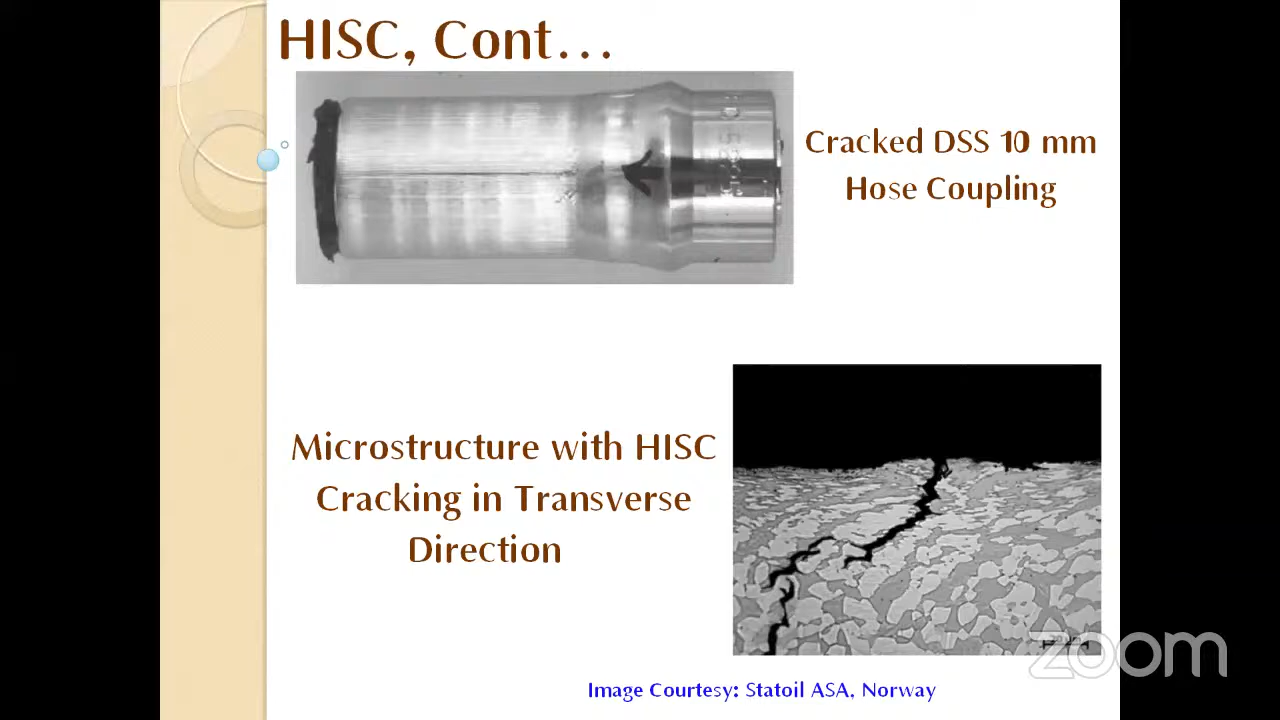 HISC, Cont...
Cracked DSS 10 mm
Hose Coupling
Microstructure with HISC
Cracking in Transverse
Direction
Image Courtesy: Statoil ASA, Norway
zoom